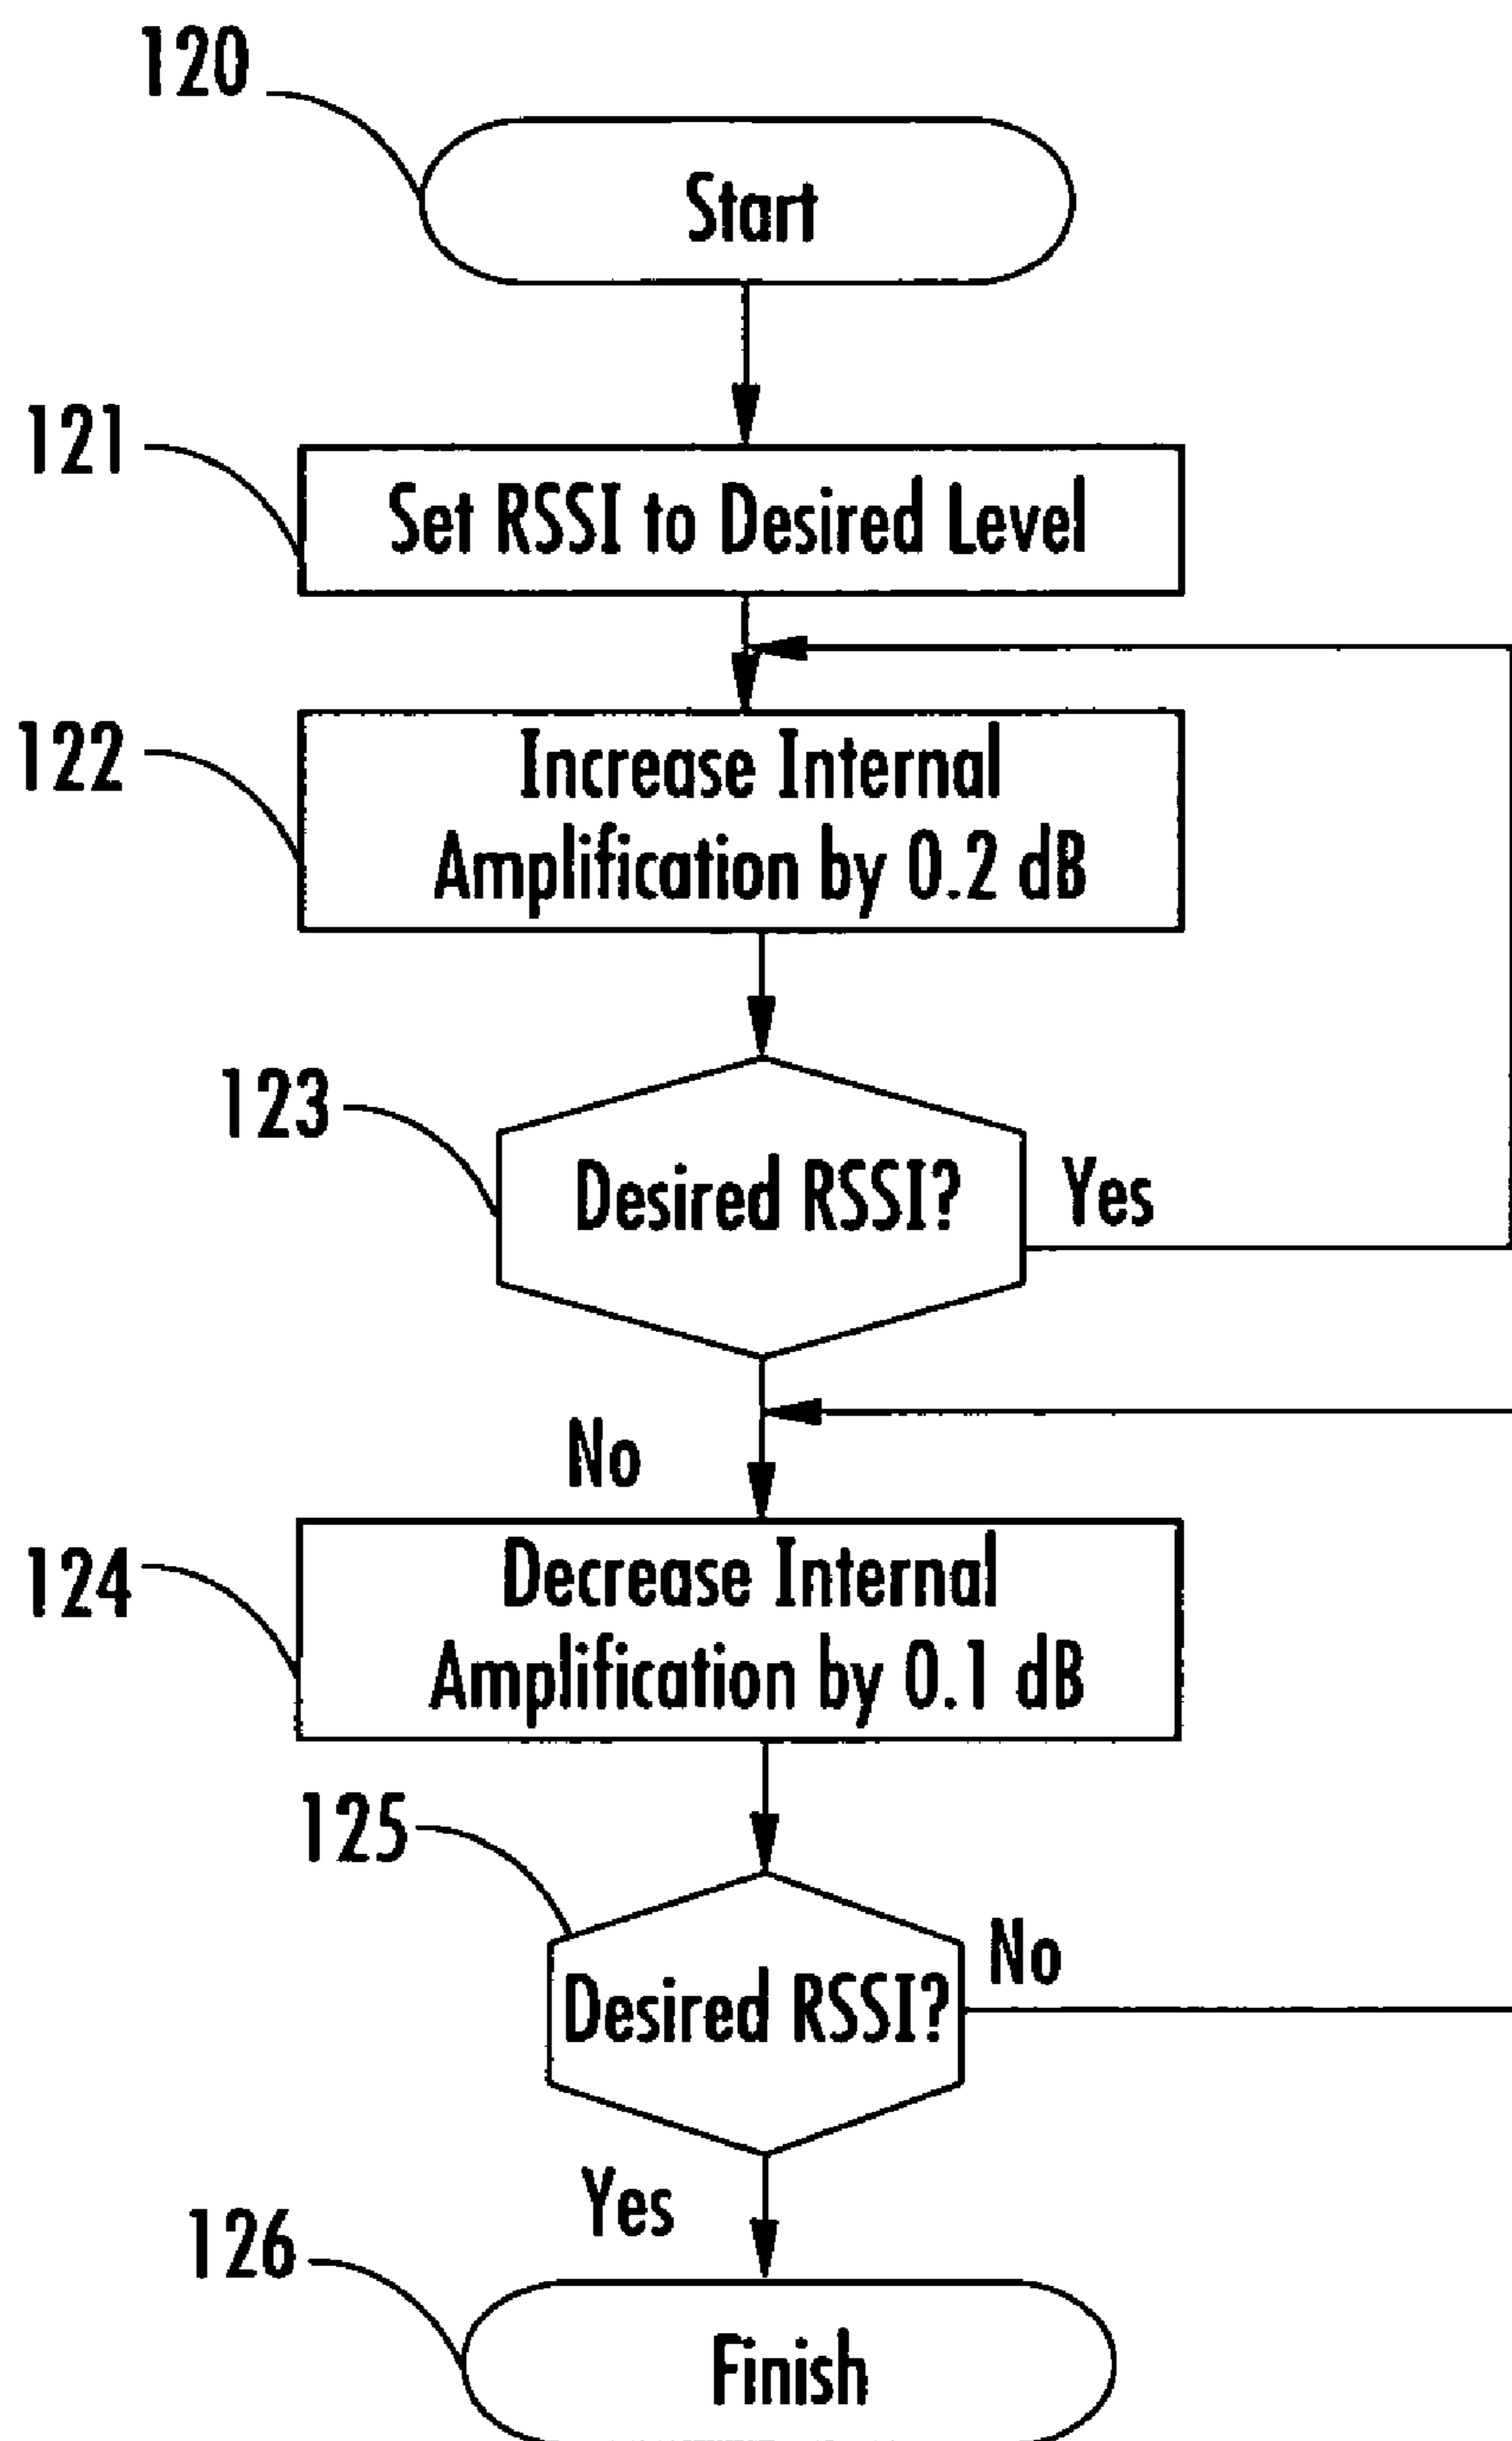 120
Start
121
Set RSSI to Desired Level
122
Increase Internal
Amplification by 0.2 dB
123
Desired RSSI?
Yes
No
124
Decrease Internal
Amplification by 0.1 dB
125
Desired RSSI?
No
Yes
126
Finish